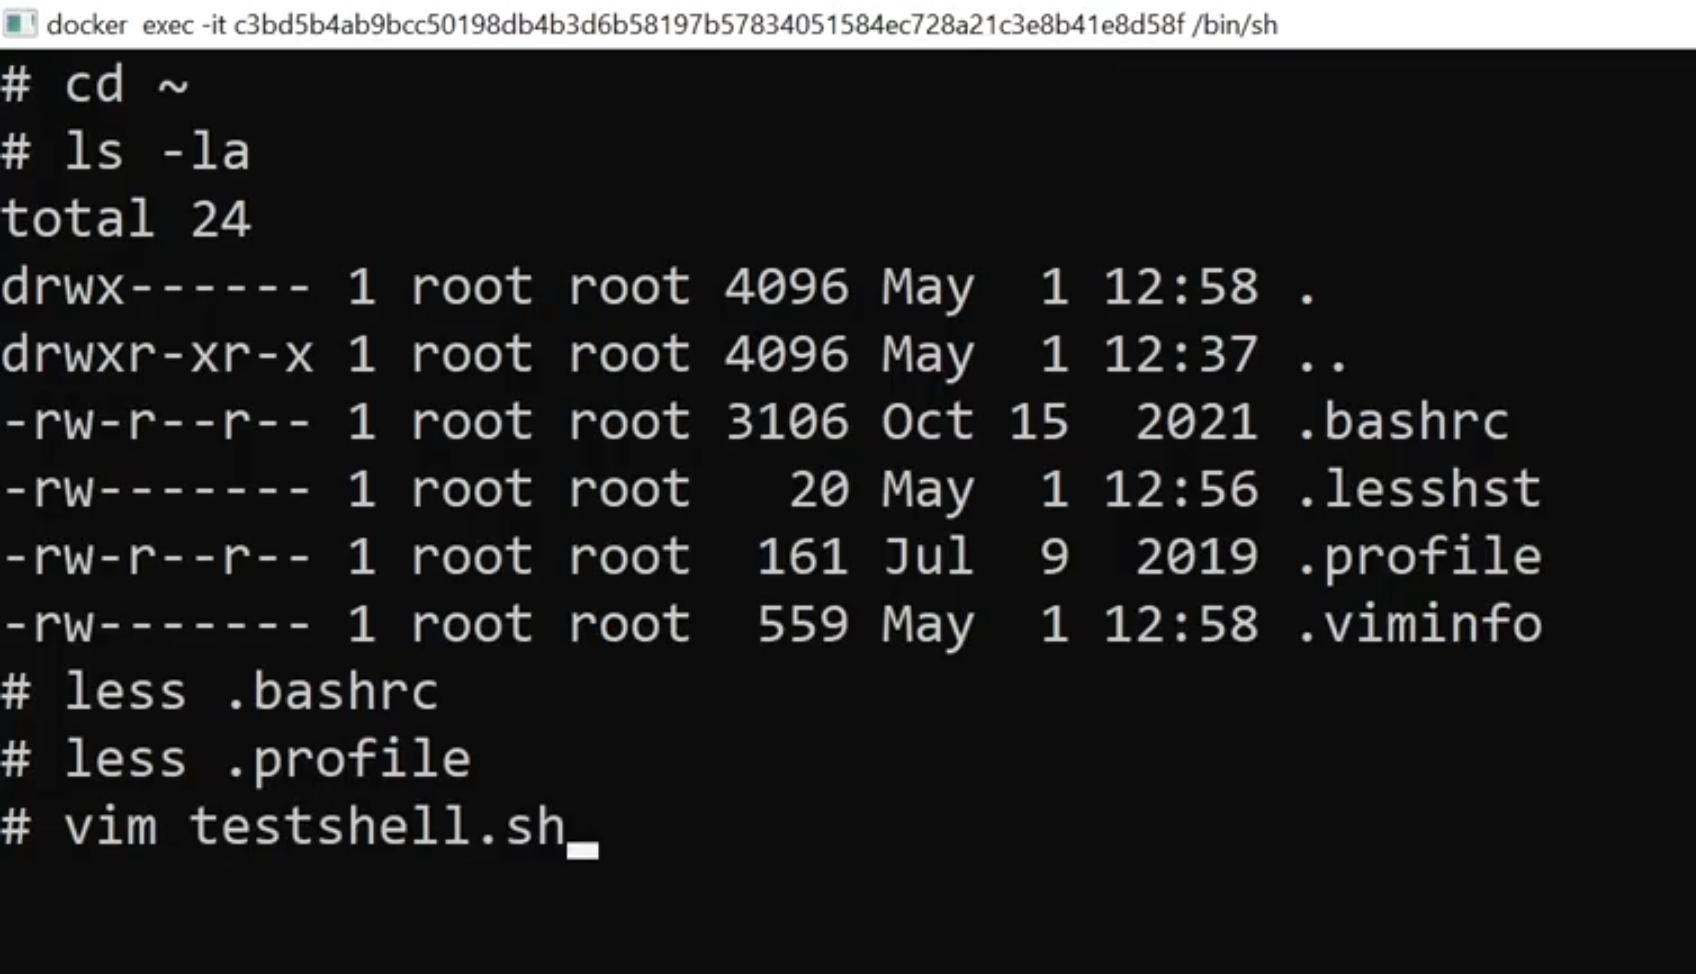 docker  exec -it c3bd5b4ab9bcc50198db4b3d6b58197b57834051584ec728a21c3e8b41e8d58f /bin/sh
# cd ~
# ls -la
total 24
drwx------ 1 root root 4096 May  1 12:58 .
drwxr-xr-x 1 root root 4096 May  1 12:37 ..
-rw-r--r-- 1 root root 3106 Oct 15  2021 .bashrc
-rw------- 1 root root   20 May  1 12:56 .lesshst
-rw-r--r-- 1 root root  161 Jul  9  2019 .profile
-rw------- 1 root root  559 May  1 12:58 .viminfo
# less .bashrc
# less .profile
# vim testshell.sh